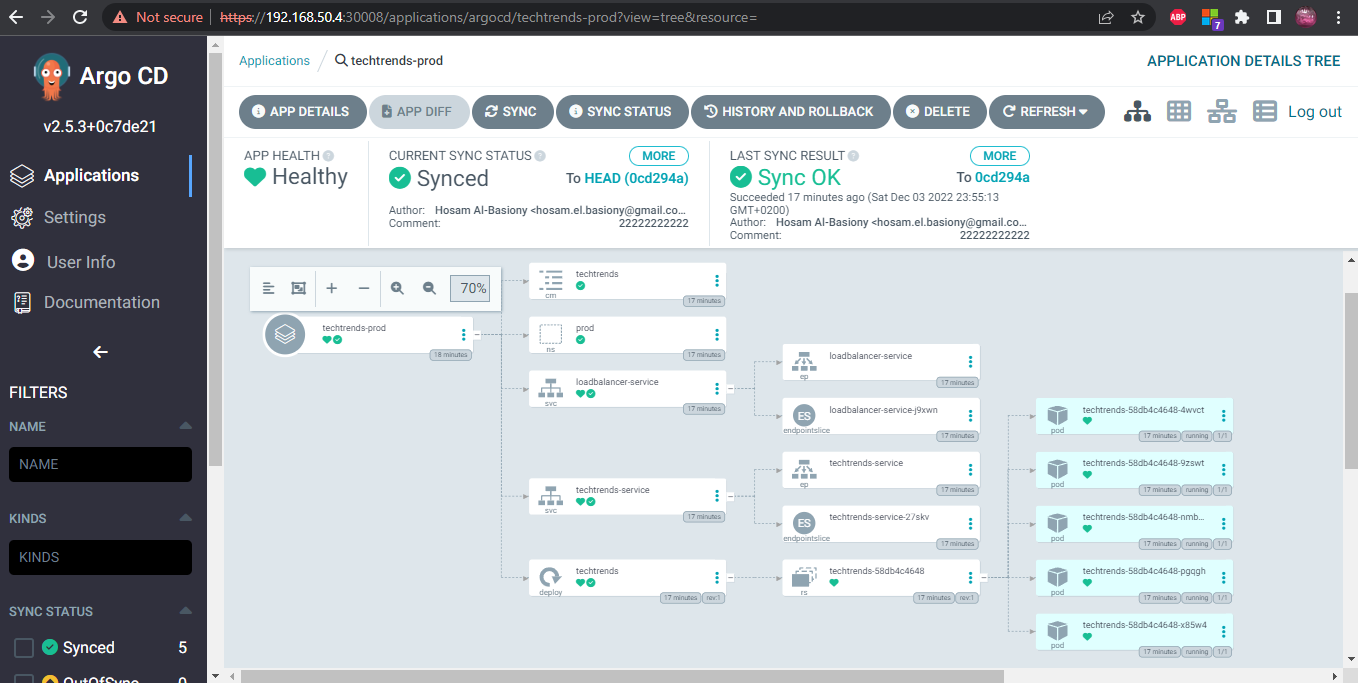 Not secure https://192.168.50.4:30008/applications/argocd/techtrends-prod?view=tree&resource=
ABP
7
Argo CD
v2.5.3+0c7de21
Applications
Settings
User Info
Documentation
FILTERS
NAME
NAME
KINDS
KINDS
SYNC STATUS
Synced 5
OutOfSync 0
Applications / techtrends-prod
APPLICATION DETAILS TREE
APP DETAILS APP DIFF SYNC SYNC STATUS HISTORY AND ROLLBACK DELETE REFRESH Log out
APP HEALTH
Healthy
CURRENT SYNC STATUS MORE
Synced To HEAD (0cd294a)
Author: Hosam Al-Basiony <hosam.el.basiony@gmail.co...
Comment: 22222222222
LAST SYNC RESULT MORE
Sync OK To 0cd294a
Succeeded 17 minutes ago (Sat Dec 03 2022 23:55:13
GMT+0200)
Author: Hosam Al-Basiony <hosam.el.basiony@gmail.co...
Comment: 22222222222
70%
techtrends-prod
18 minutes
techtrends
cm
17 minutes
prod
ns
17 minutes
loadbalancer-service
svc
17 minutes
techtrends-service
svc
17 minutes
techtrends
deploy
17 minutes rev:1
loadbalancer-service
ep
17 minutes
ES
loadbalancer-service-j9xwn
endpointslice
17 minutes
techtrends-service
ep
17 minutes
ES
techtrends-service-27skv
endpointslice
17 minutes
techtrends-58db4c4648
rs
17 minutes rev:1
techtrends-58db4c4648-4wvct
pod
17 minutes running 1/1
techtrends-58db4c4648-9zswt
pod
17 minutes running 1/1
techtrends-58db4c4648-nmb...
pod
17 minutes running 1/1
techtrends-58db4c4648-pgqgh
pod
17 minutes running 1/1
techtrends-58db4c4648-x85w4
pod
17 minutes running 1/1